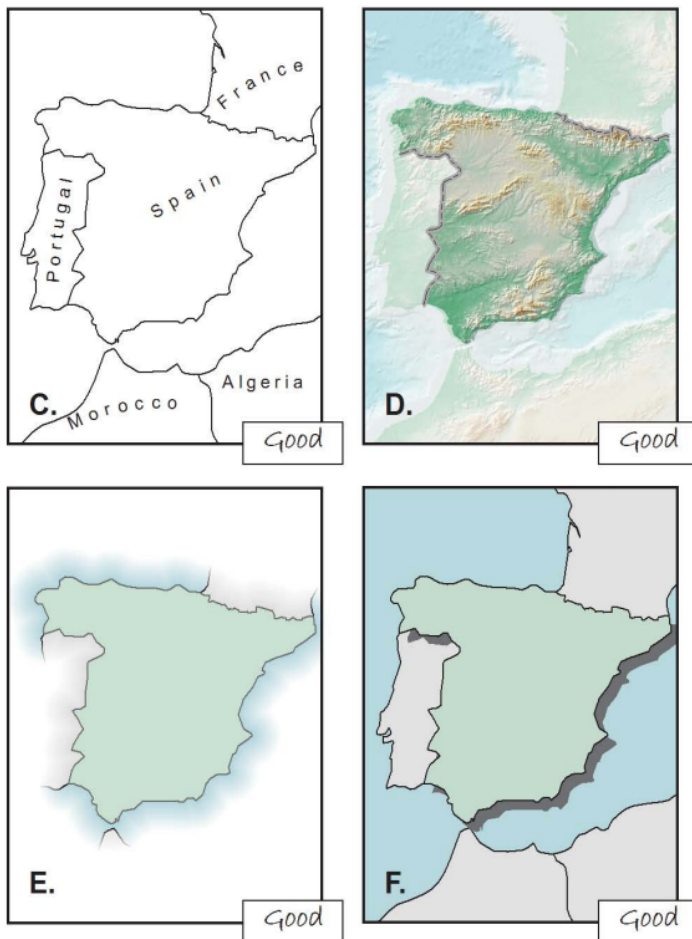 France
Spain
Portugal
Algeria
Morocco
C.
Good
D.
Good
E.
Good
F.
Good